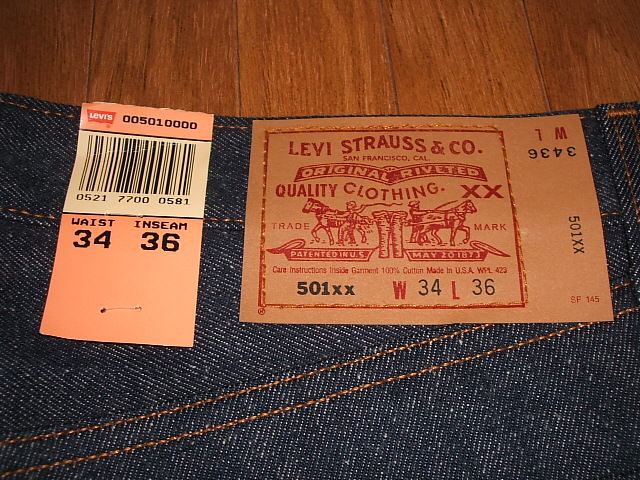 Levi's 005010000
0521 7700 0581
WAIST INSEAM
34 36
LEVI STRAUSS & CO.
SAN FRANCISCO, CAL.
ORIGINAL RIVETED
QUALITY CLOTHING. XX
TRADE MARK
PATENTED IN U.S. MAY 20 1873
Care Instructions Inside Garment 100% Cotton Made In U.S.A. WPL 423
501xx W 34 L 36
®
W L
3436
501XX
SF 145